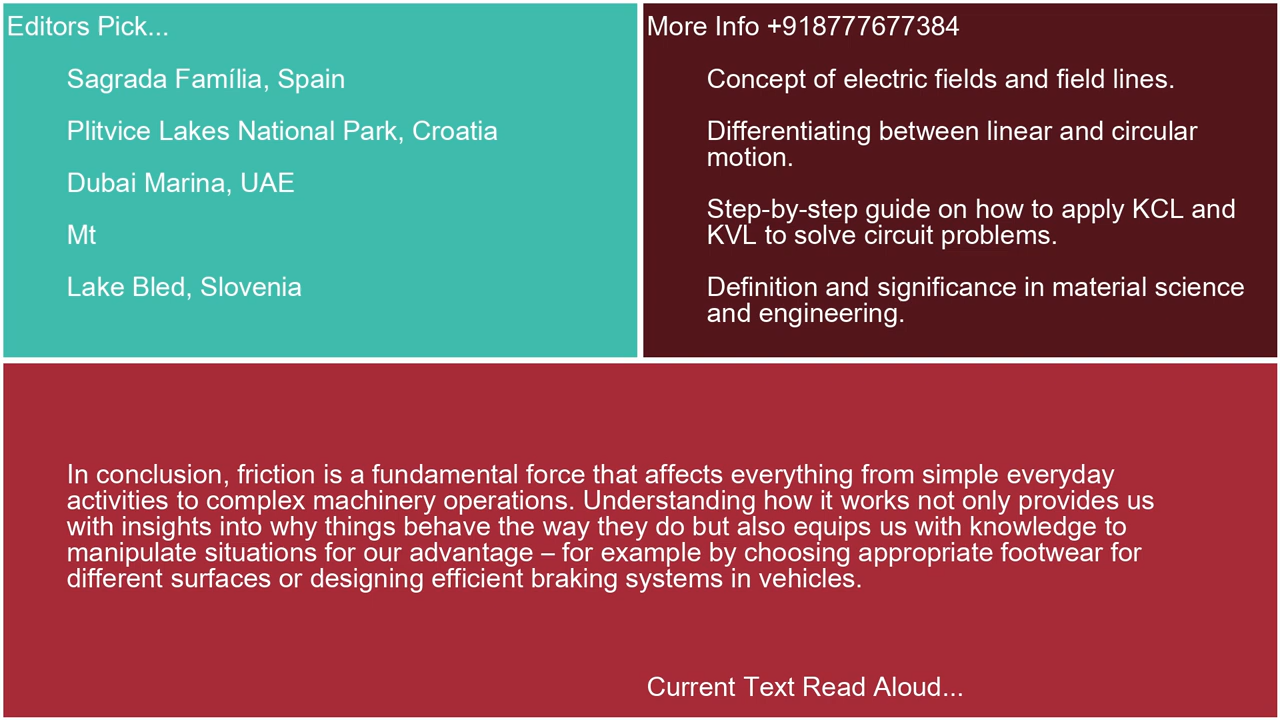 Editors Pick...
Sagrada Família, Spain
Plitvice Lakes National Park, Croatia
Dubai Marina, UAE
Mt
Lake Bled, Slovenia
More Info +918777677384
Concept of electric fields and field lines.
Differentiating between linear and circular
motion.
Step-by-step guide on how to apply KCL and
KVL to solve circuit problems.
Definition and significance in material science
and engineering.
In conclusion, friction is a fundamental force that affects everything from simple everyday
activities to complex machinery operations. Understanding how it works not only provides us
with insights into why things behave the way they do but also equips us with knowledge to
manipulate situations for our advantage – for example by choosing appropriate footwear for
different surfaces or designing efficient braking systems in vehicles.
Current Text Read Aloud...